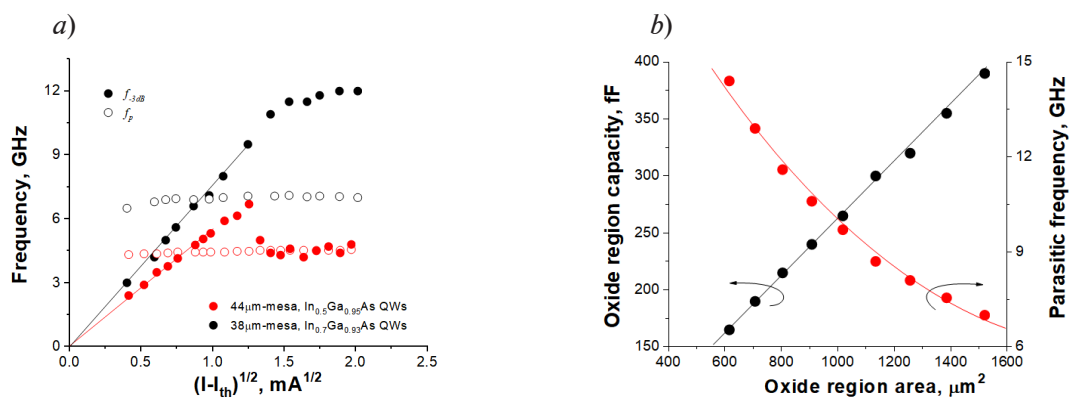 a)
f-3dB
fp
Frequency, GHz
12
9
6
3
0
44μm-mesa, In0.5Ga0.95As QWs
38μm-mesa, In0.7Ga0.93As QWs
0.0 0.5 1.0 1.5 2.0 2.5
(I-Ith)1/2, mA1/2
b)
Oxide region capacity, fF
400
350
300
250
200
150
15
12
9
6
Parasitic frequency, GHz
400 600 800 1000 1200 1400 1600
Oxide region area, μm2